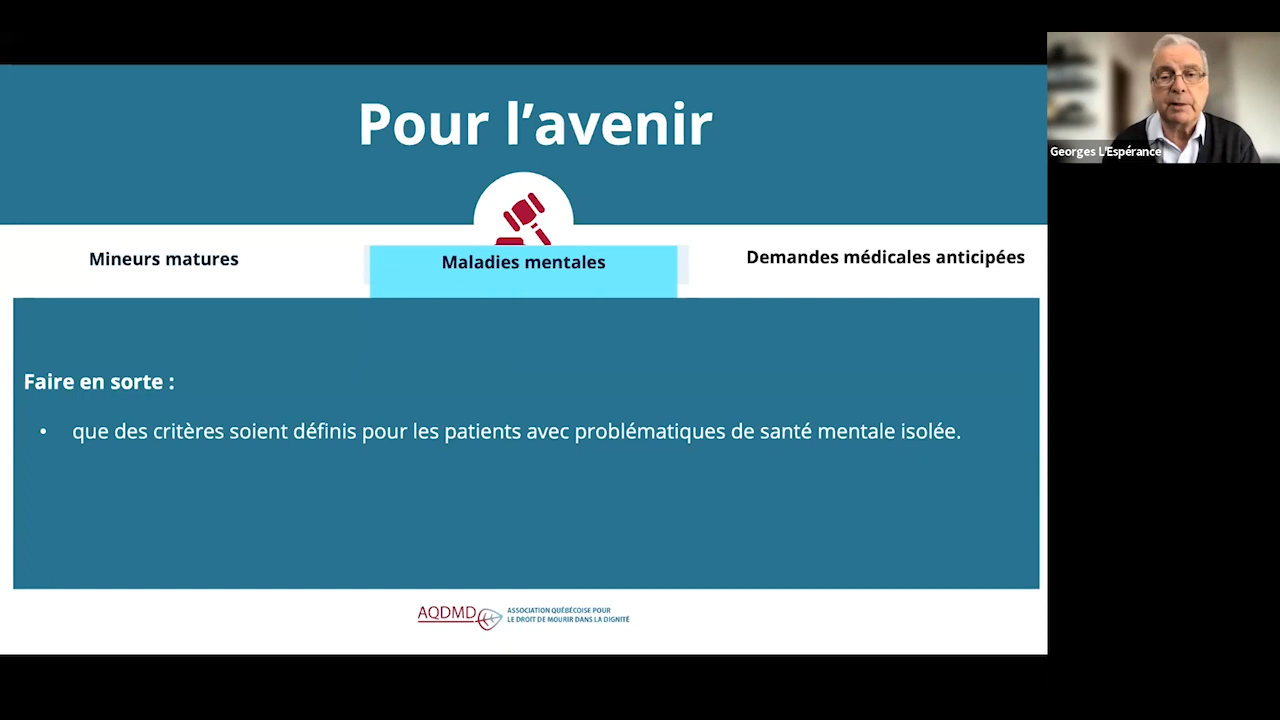 Pour l’avenir
Georges L'Espérance
Mineurs matures
Maladies mentales
Demandes médicales anticipées
Faire en sorte :
• que des critères soient définis pour les patients avec problématiques de santé mentale isolée.
AQDMD
ASSOCIATION QUÉBÉCOISE POUR
LE DROIT DE MOURIR DANS LA DIGNITÉ